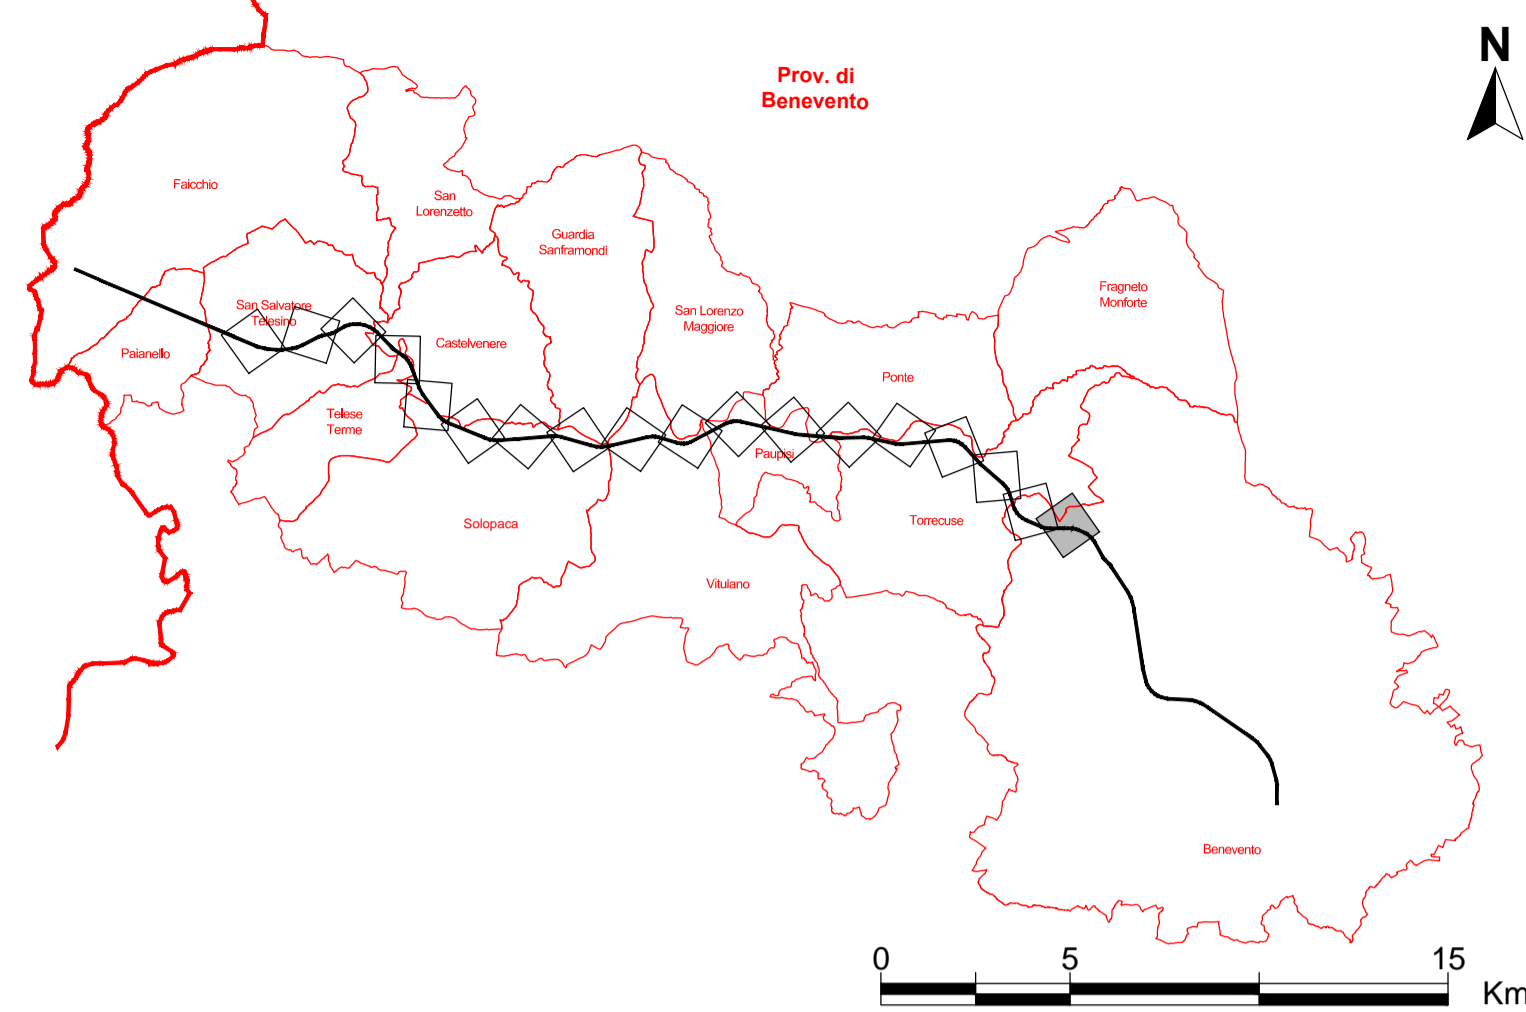 N
Prov. di
Benevento
Faicchio
San
Lorenzetto
Guardia
Sanframondi
Fragneto
Monforte
San Salvatore
Telesino
San Lorenzo
Maggiore
Castelvenere
Paianello
Ponte
Telese
Terme
Paupisi
Solopaca
Torrecuse
Vitulano
Benevento
0 5 15
Km